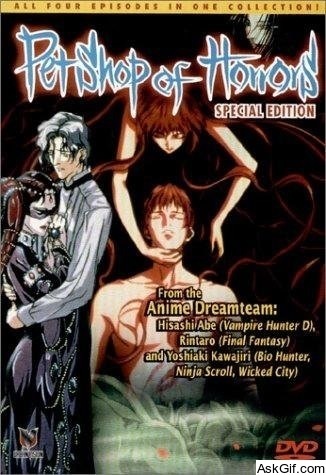 ALL FOUR EPISODES IN ONE COLLECTION!
Pet Shop of Horrors
SPECIAL EDITION
From the
Anime Dreamteam:
Hisashi Abe (Vampire Hunter D),
Rintaro (Final Fantasy)
and Yoshiaki Kawajiri (Bio Hunter,
Ninja Scroll, Wicked City)
DVD
AskGif.com